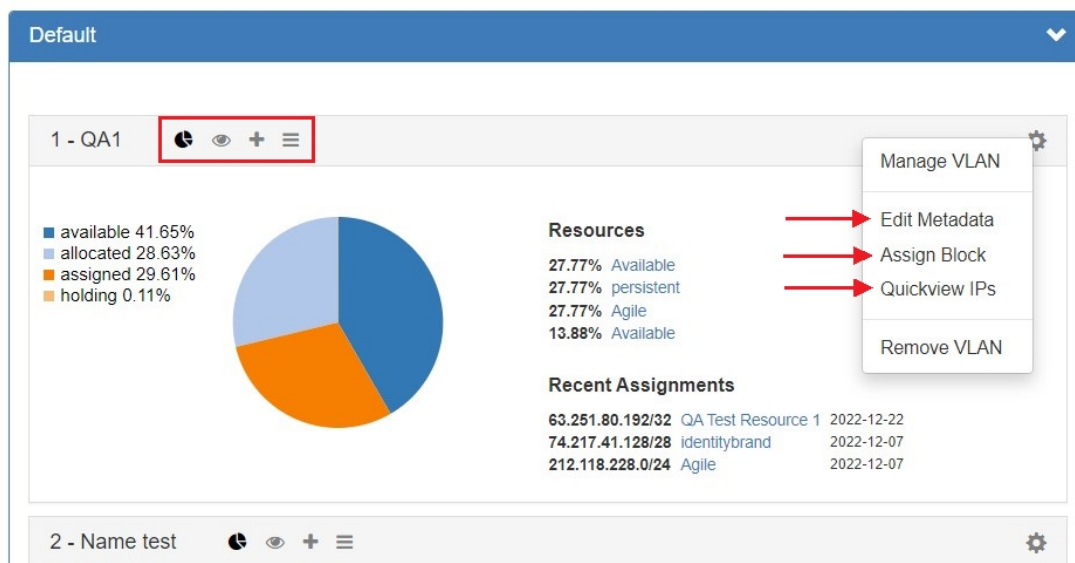 Default
1 - QA1
Manage VLAN
Edit Metadata
Assign Block
Quickview IPs
Remove VLAN
available 41.65%
allocated 28.63%
assigned 29.61%
holding 0.11%
Resources
27.77% Available
27.77% persistent
27.77% Agile
13.88% Available
Recent Assignments
63.251.80.192/32 QA Test Resource 1 2022-12-22
74.217.41.128/28 identitybrand 2022-12-07
212.118.228.0/24 Agile 2022-12-07
2 - Name test